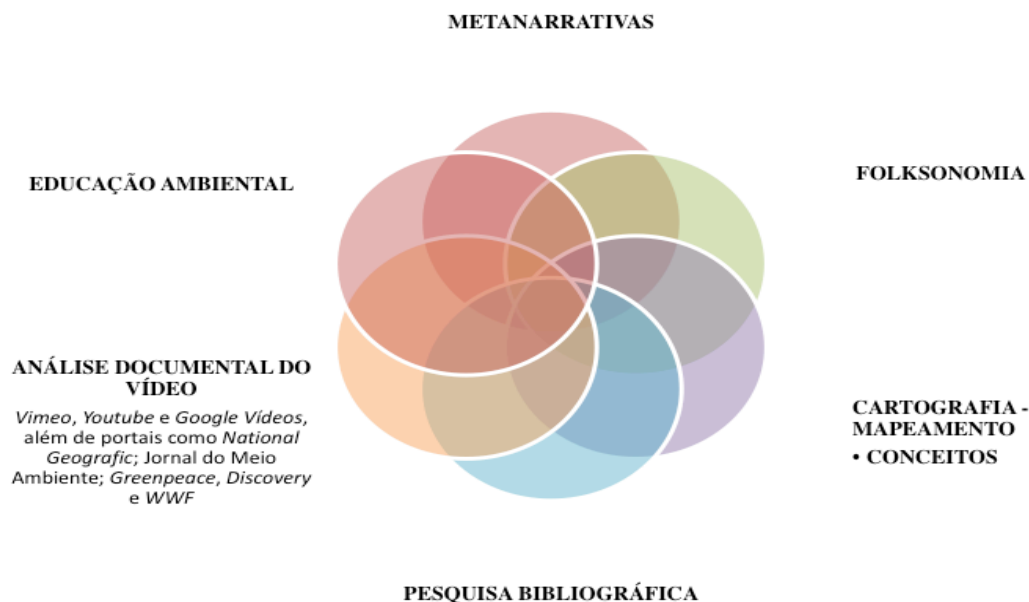 METANARRATIVAS
EDUCAÇÃO AMBIENTAL
FOLKSONOMIA
ANÁLISE DOCUMENTAL DO
VÍDEO
Vimeo, Youtube e Google Vídeos,
além de portais como National
Geografic; Jornal do Meio
Ambiente; Greenpeace, Discovery
e WWF
CARTOGRAFIA -
MAPEAMENTO
• CONCEITOS
PESQUISA BIBLIOGRÁFICA